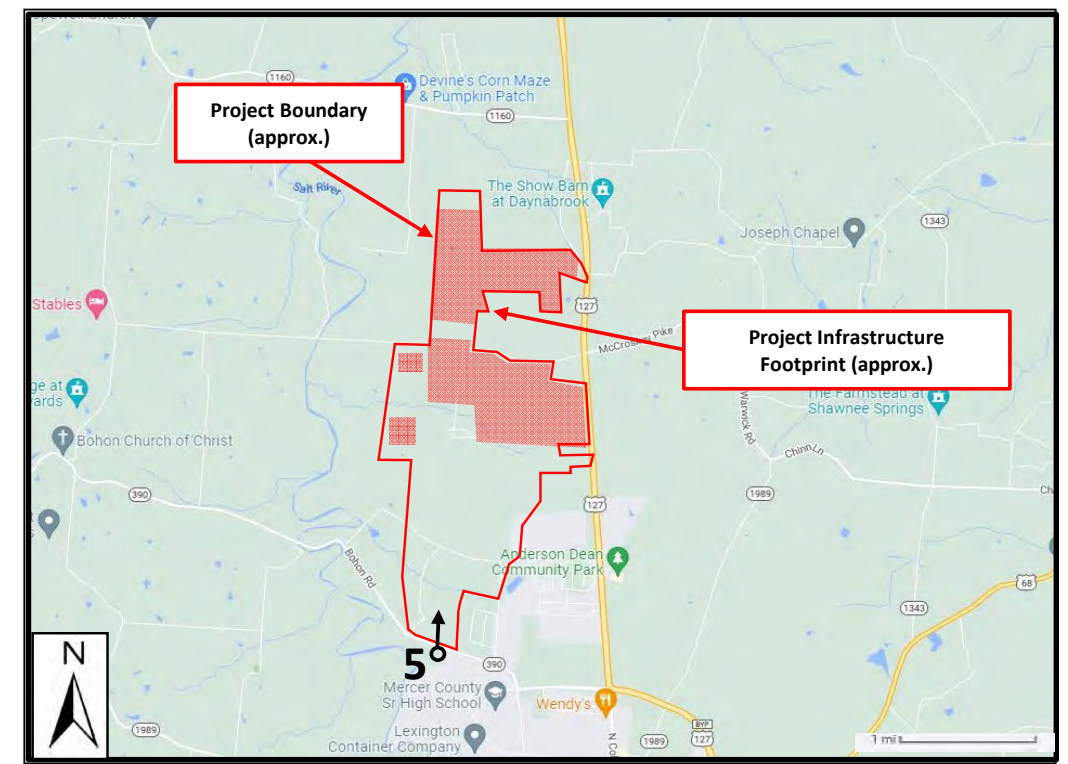 1160
Devine's Corn Maze
& Pumpkin Patch
1160
Project Boundary
(approx.)
Salt River
The Show Barn
at Daynabrook
1343
Joseph Chapel
Stables
127
McCroskey Pike
Project Infrastructure
Footprint (approx.)
The Farmstead at
Shawnee Springs
Warwick Rd
Bohon Church of Christ
Chinn Ln
390
1989
127
Bohon Rd
Anderson Dean
Community Park
68
1343
5
N
390
Mercer County
Sr High School
Wendy's
1989
Lexington
Container Company
1989
BYP
127
1 mi